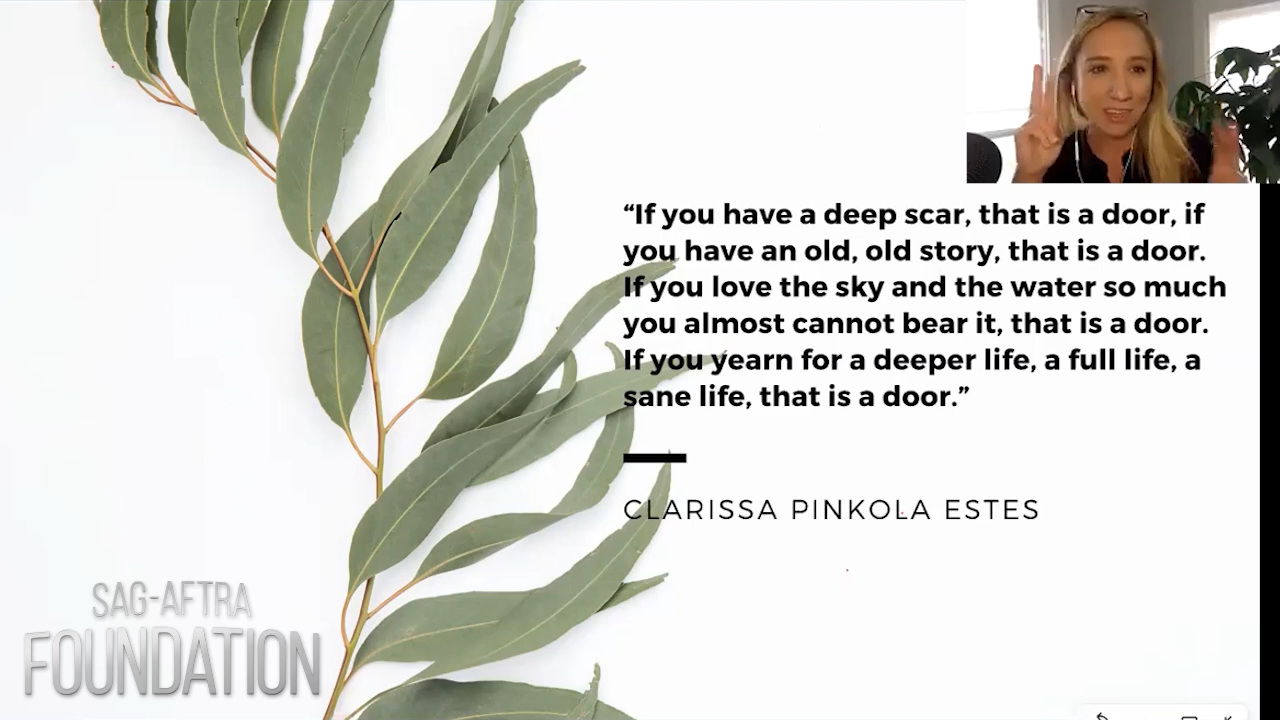 “If you have a deep scar, that is a door, if
you have an old, old story, that is a door.
If you love the sky and the water so much
you almost cannot bear it, that is a door.
If you yearn for a deeper life, a full life, a
sane life, that is a door.”
CLARISSA PINKOLA ESTES
SAG-AFTRA
FOUNDATION